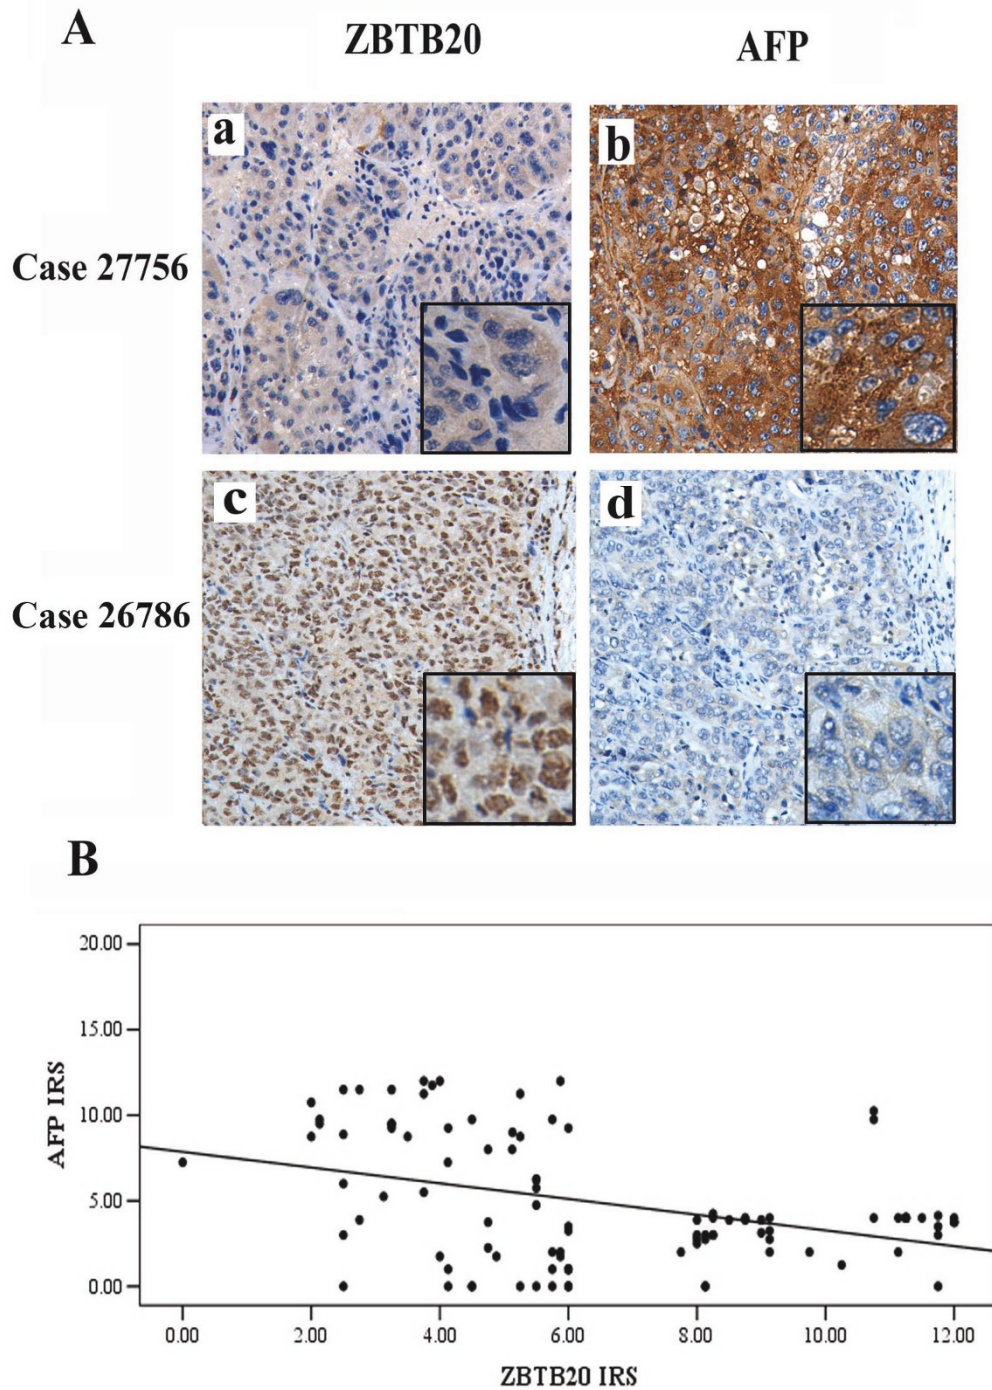 A
ZBTB20
AFP
a
b
Case 27756
c
d
Case 26786
B
20.00
15.00
10.00
5.00
0.00
AFP IRS
0.00 2.00 4.00 6.00 8.00 10.00 12.00
ZBTB20 IRS